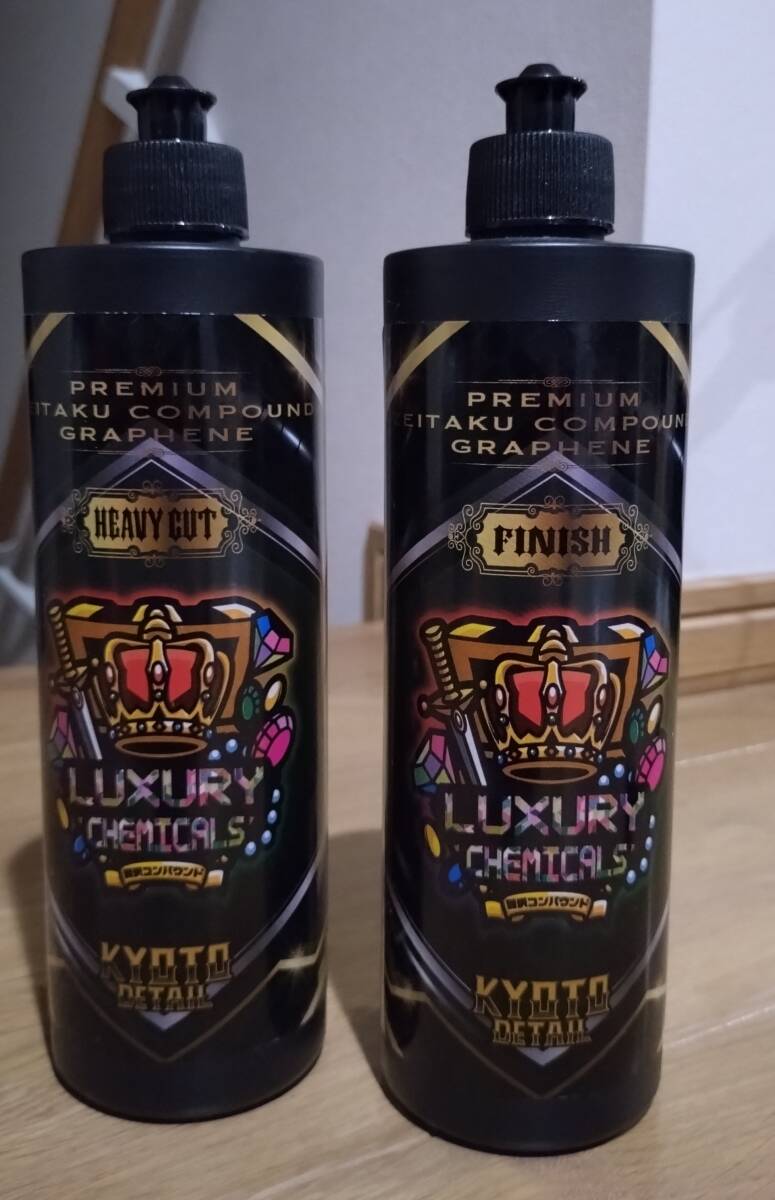 PREMIUM
EITAKU COMPOUND
GRAPHENE
HEAVY CUT
LUXURY
CHEMICALS
贅沢コンパウンド
KYOTO
DETAIL
PREMIUM
EITAKU COMPOUND
GRAPHENE
FINISH
LUXURY
CHEMICALS
贅沢コンパウンド
KYOTO
DETAIL